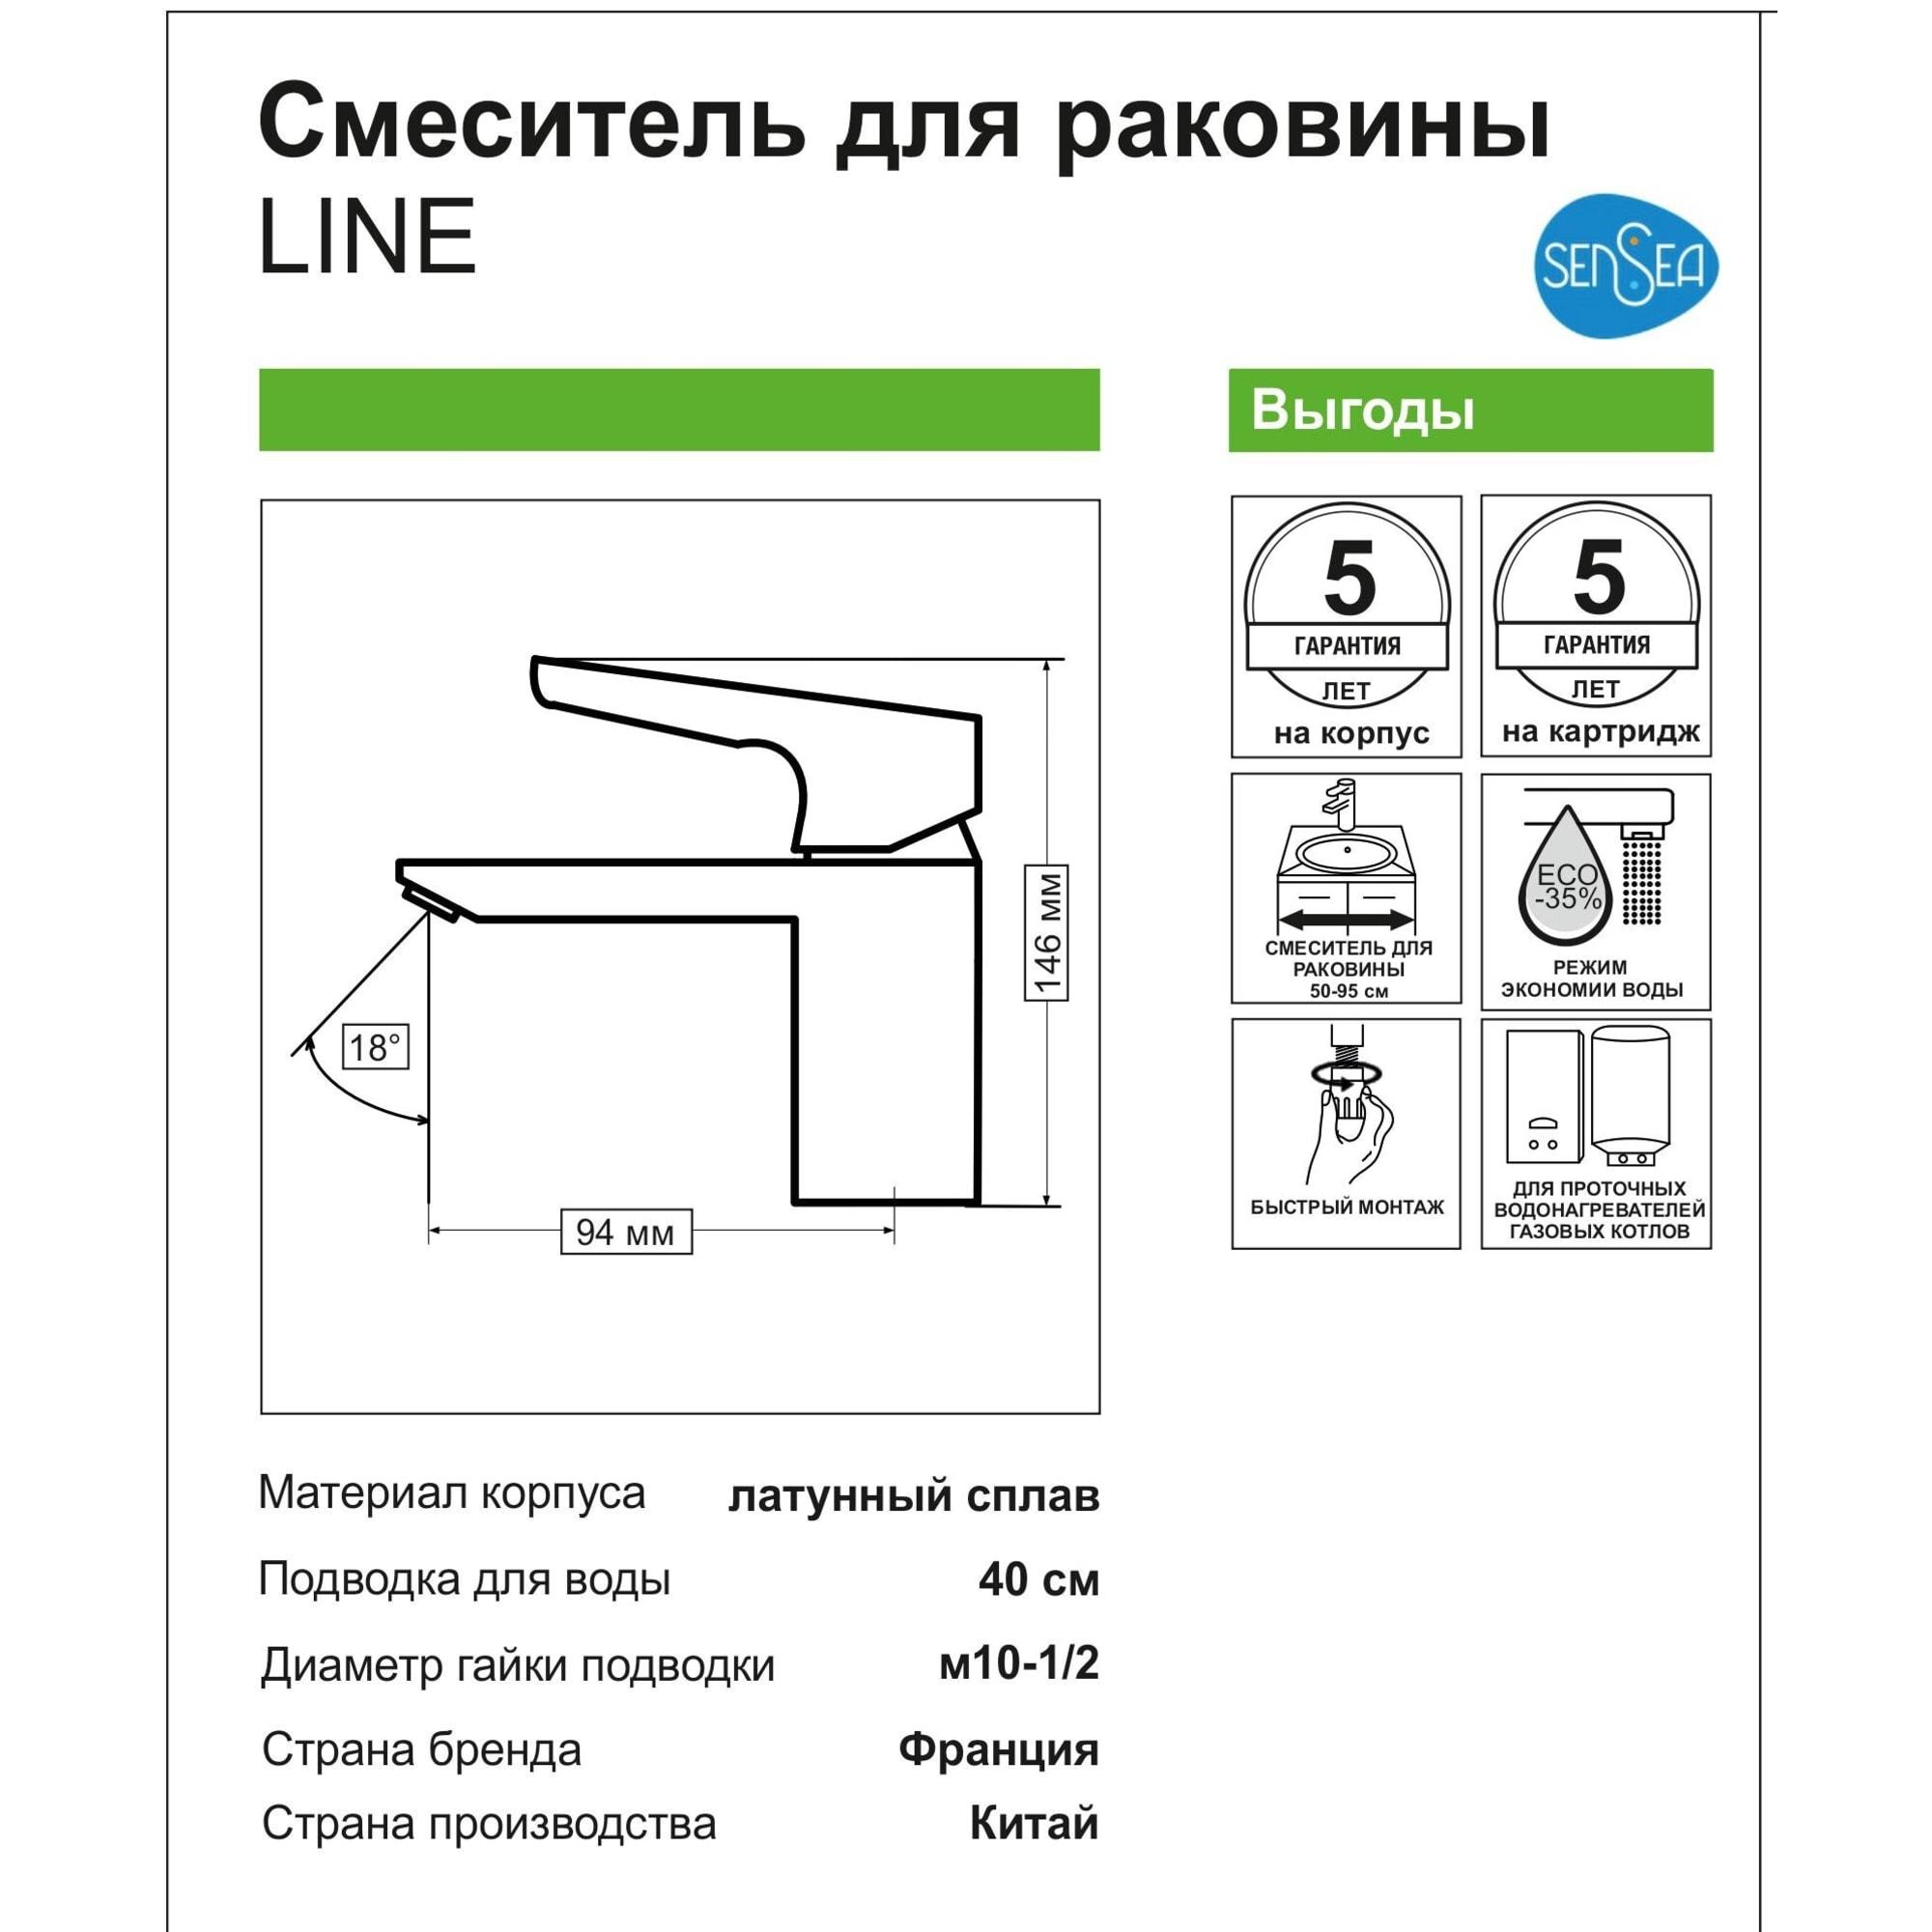 Смеситель для раковины
LINE
SENSEA
Выгоды
146 мм
18°
94 мм
5
ГАРАНТИЯ
ЛЕТ
на корпус
5
ГАРАНТИЯ
ЛЕТ
на картридж
СМЕСИТЕЛЬ ДЛЯ
РАКОВИНЫ
50-95 см
ECO
-35%
РЕЖИМ
ЭКОНОМИИ ВОДЫ
БЫСТРЫЙ МОНТАЖ
ДЛЯ ПРОТОЧНЫХ
ВОДОНАГРЕВАТЕЛЕЙ
ГАЗОВЫХ КОТЛОВ
Материал корпуса латунный сплав
Подводка для воды 40 см
Диаметр гайки подводки м10-1/2
Страна бренда Франция
Страна производства Китай